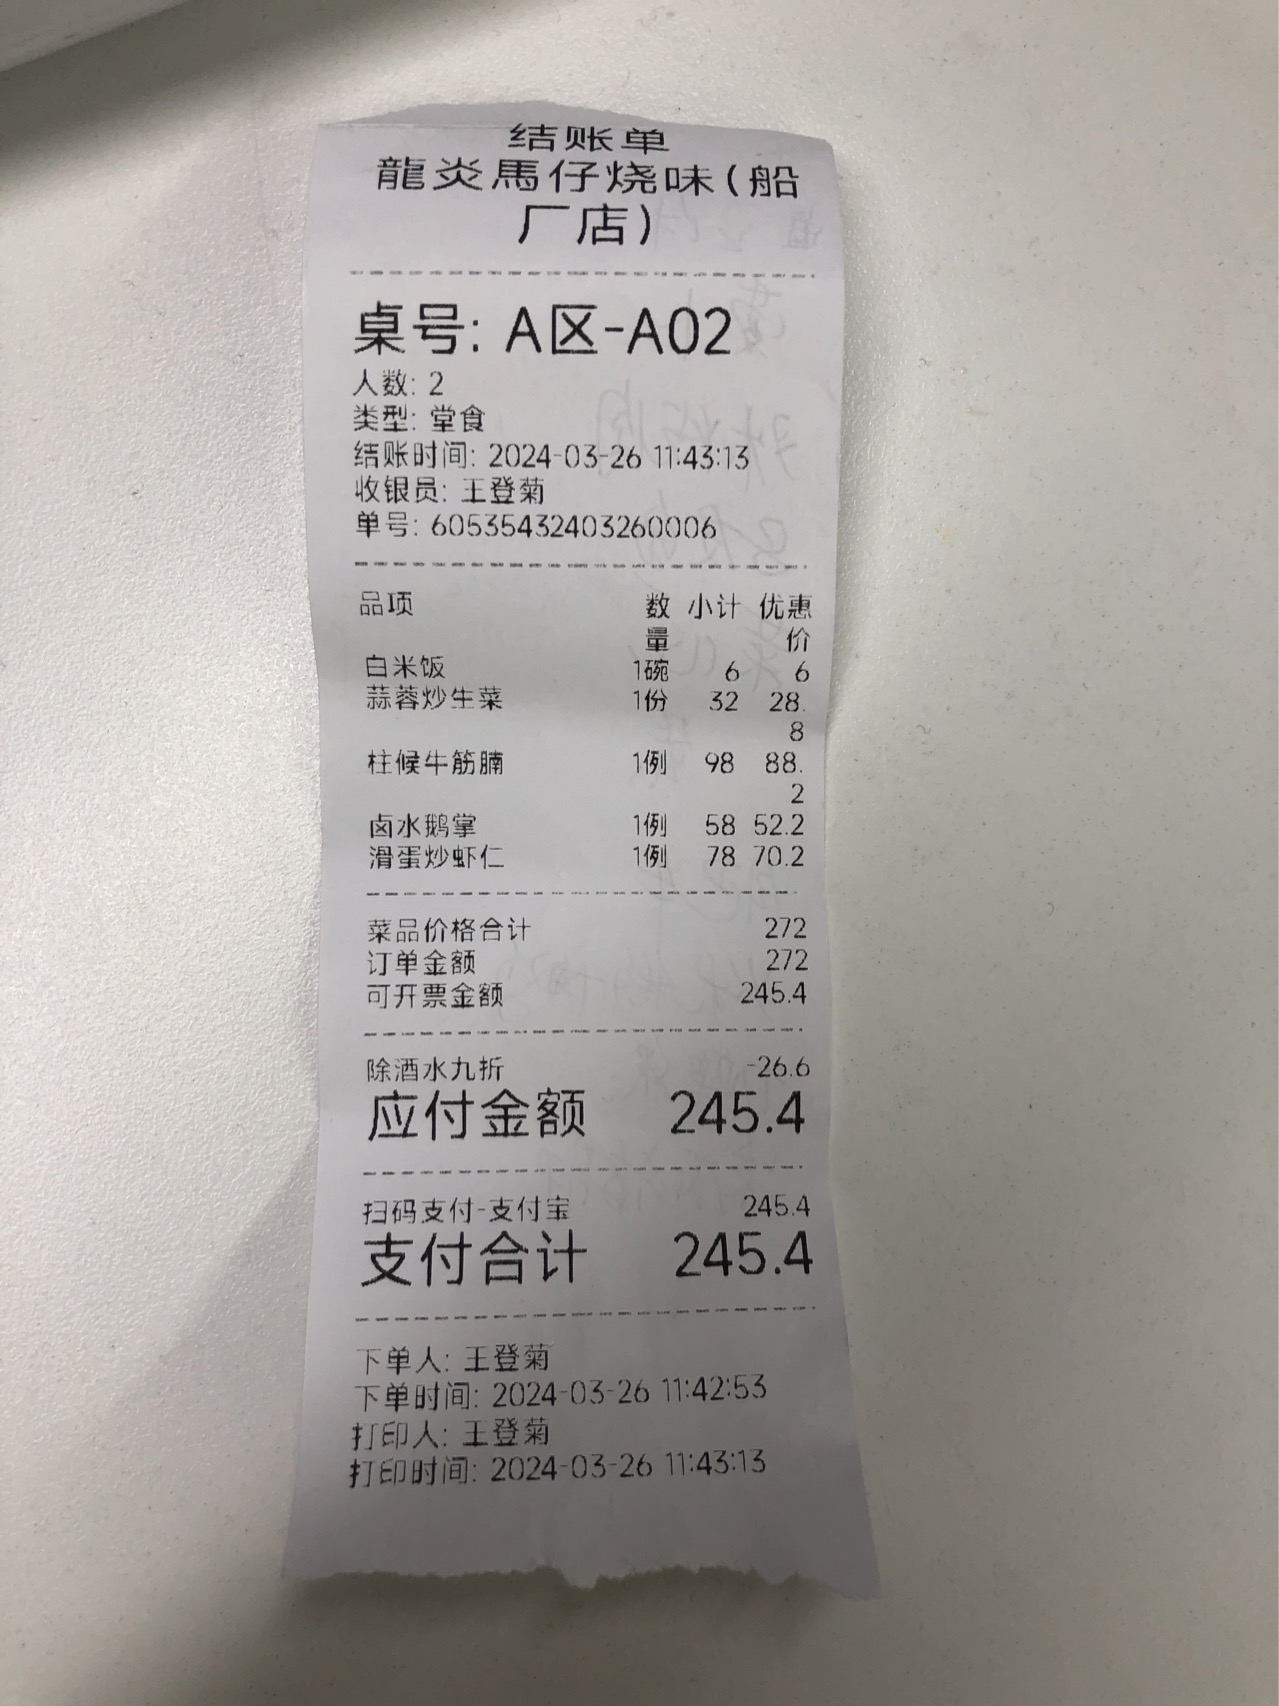 结账单
龍炎馬仔烧味(船
厂店)
桌号: A区-A02
人数: 2
类型: 堂食
结账时间: 2024-03-26 11:43:13
收银员: 王登菊
单号: 60535432403260006
品项 数 小计 优惠
量 价
白米饭 1碗 6 6
蒜蓉炒生菜 1份 32 28.
8
柱候牛筋腩 1例 98 88.
2
卤水鹅掌 1例 58 52.2
滑蛋炒虾仁 1例 78 70.2
菜品价格合计 272
订单金额 272
可开票金额 245.4
除酒水九折 -26.6
应付金额 245.4
扫码支付-支付宝 245.4
支付合计 245.4
下单人: 王登菊
下单时间: 2024-03-26 11:42:53
打印人: 王登菊
打印时间: 2024-03-26 11:43:13